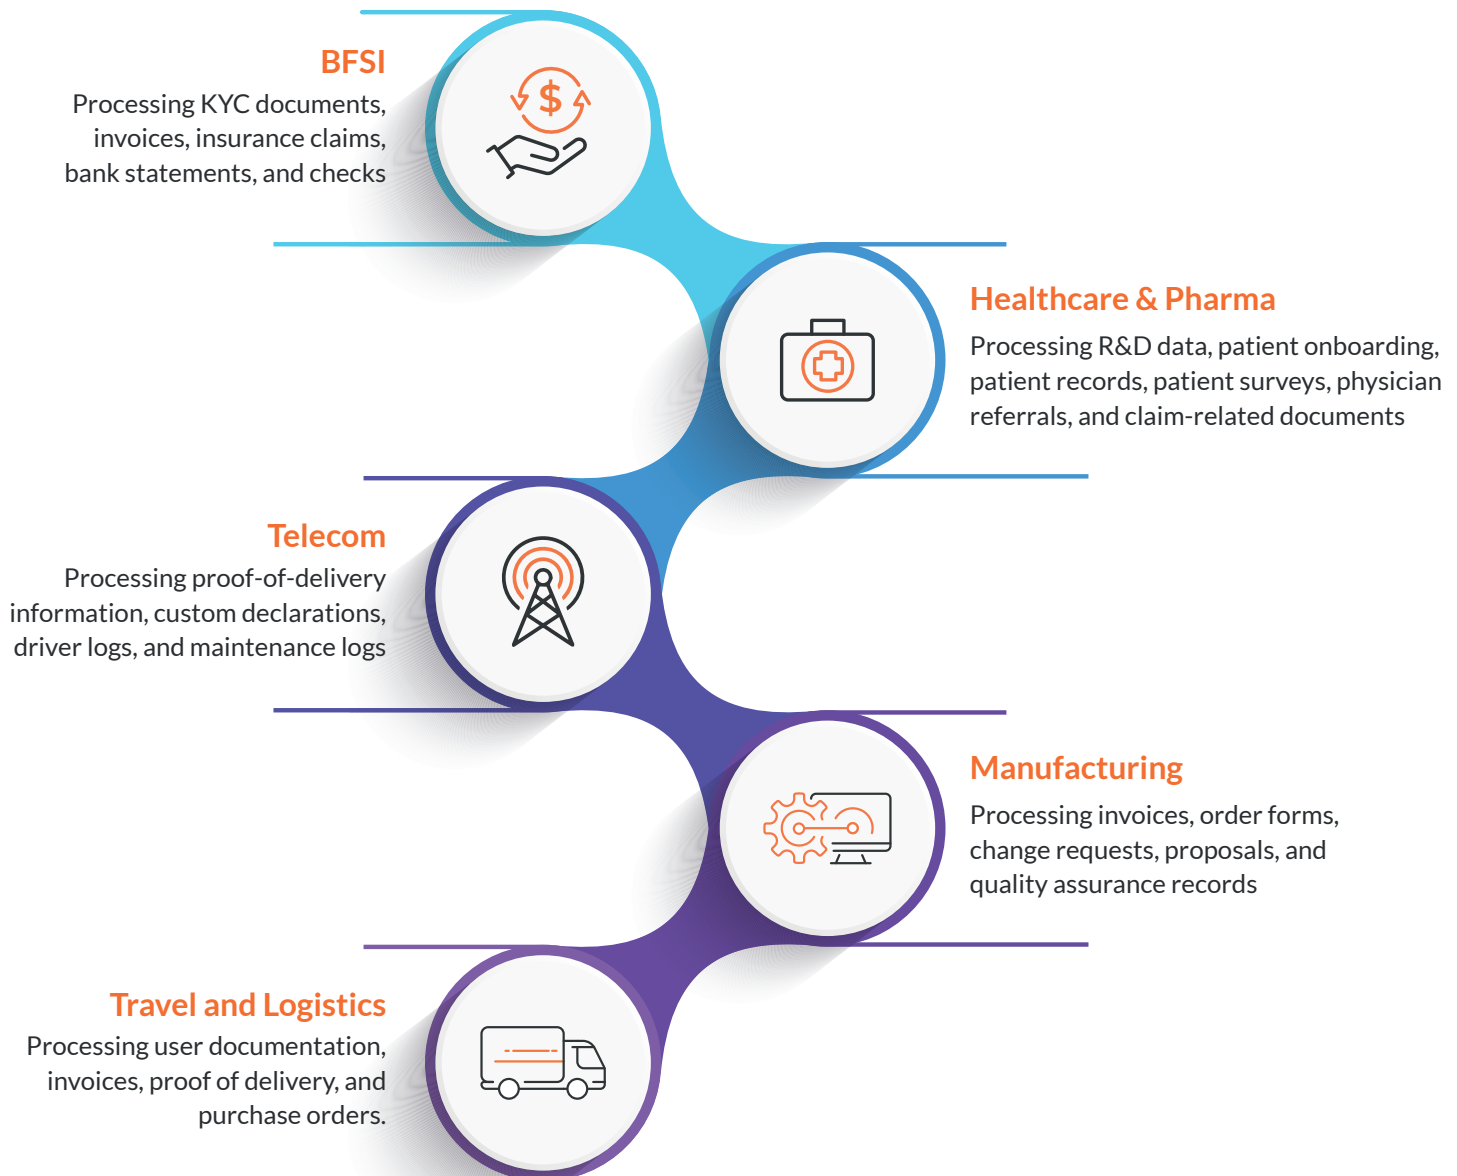 BFSI
Processing KYC documents,
invoices, insurance claims,
bank statements, and checks
$
Healthcare & Pharma
Processing R&D data, patient onboarding,
patient records, patient surveys, physician
referrals, and claim-related documents
Telecom
Processing proof-of-delivery
information, custom declarations,
driver logs, and maintenance logs
Manufacturing
Processing invoices, order forms,
change requests, proposals, and
quality assurance records
Travel and Logistics
Processing user documentation,
invoices, proof of delivery, and
purchase orders.